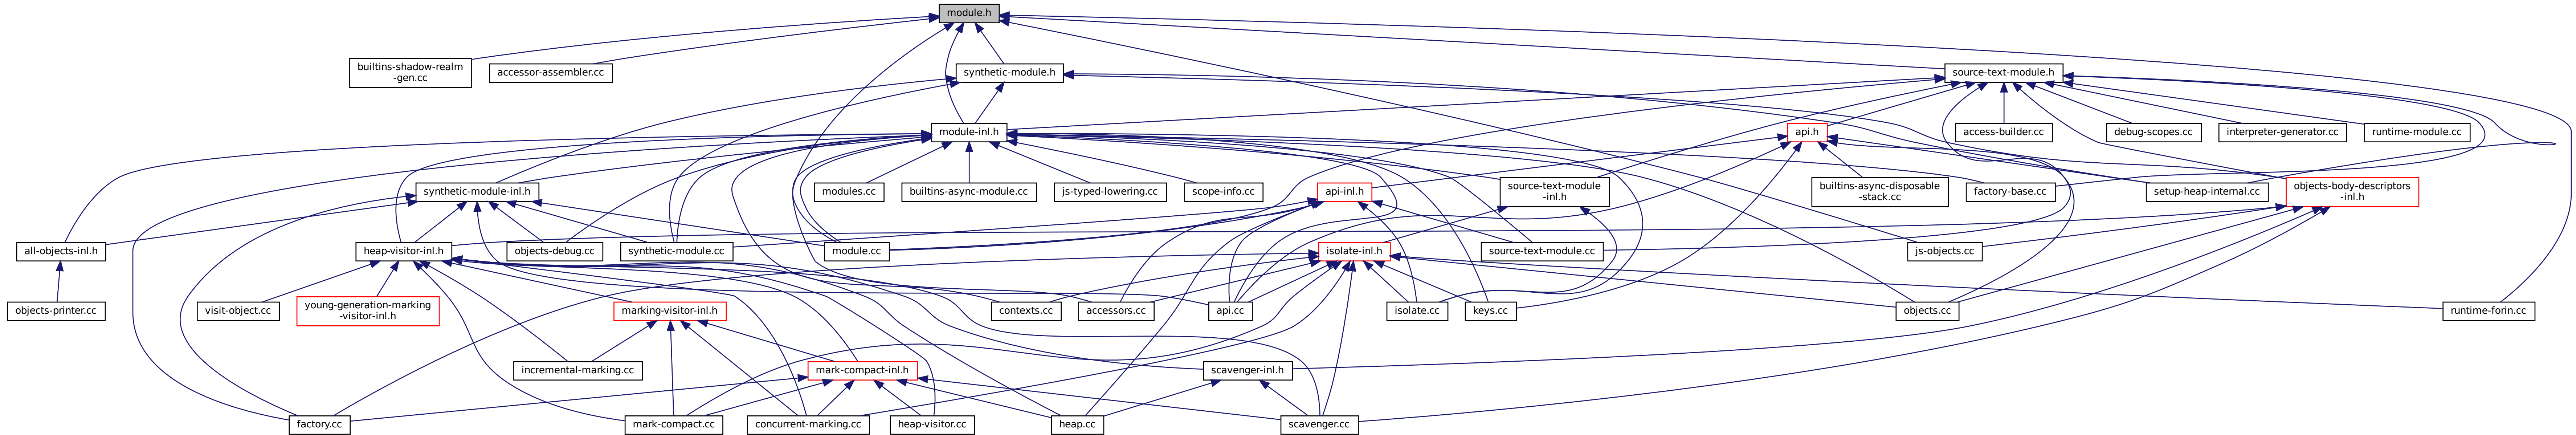 module.h
builtins-shadow-realm
-gen.cc
accessor-assembler.cc
synthetic-module.h
source-text-module.h
module-inl.h
api.h
access-builder.cc
debug-scopes.cc
interpreter-generator.cc
runtime-module.cc
synthetic-module-inl.h
modules.cc
builtins-async-module.cc
js-typed-lowering.cc
scope-info.cc
api-inl.h
source-text-module
-inl.h
builtins-async-disposable
-stack.cc
factory-base.cc
setup-heap-internal.cc
objects-body-descriptors
-inl.h
all-objects-inl.h
heap-visitor-inl.h
objects-debug.cc
synthetic-module.cc
module.cc
isolate-inl.h
source-text-module.cc
js-objects.cc
objects-printer.cc
visit-object.cc
young-generation-marking
-visitor-inl.h
marking-visitor-inl.h
contexts.cc
accessors.cc
api.cc
isolate.cc
keys.cc
objects.cc
runtime-forin.cc
incremental-marking.cc
mark-compact-inl.h
scavenger-inl.h
factory.cc
mark-compact.cc
concurrent-marking.cc
heap-visitor.cc
heap.cc
scavenger.cc